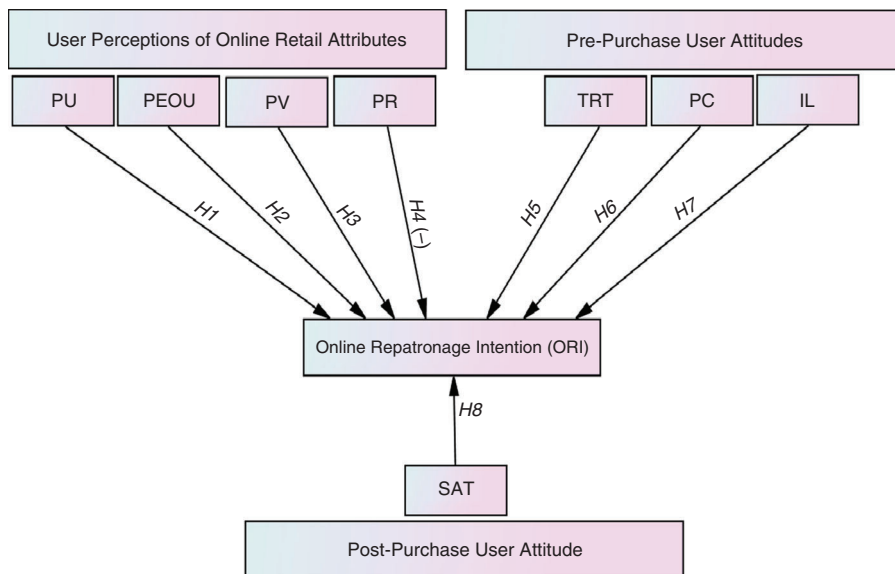 User Perceptions of Online Retail Attributes
Pre-Purchase User Attitudes
PU
PEOU
PV
PR
TRT
PC
IL
H1
H2
H3
H4 (–)
H5
H6
H7
Online Repatronage Intention (ORI)
H8
SAT
Post-Purchase User Attitude